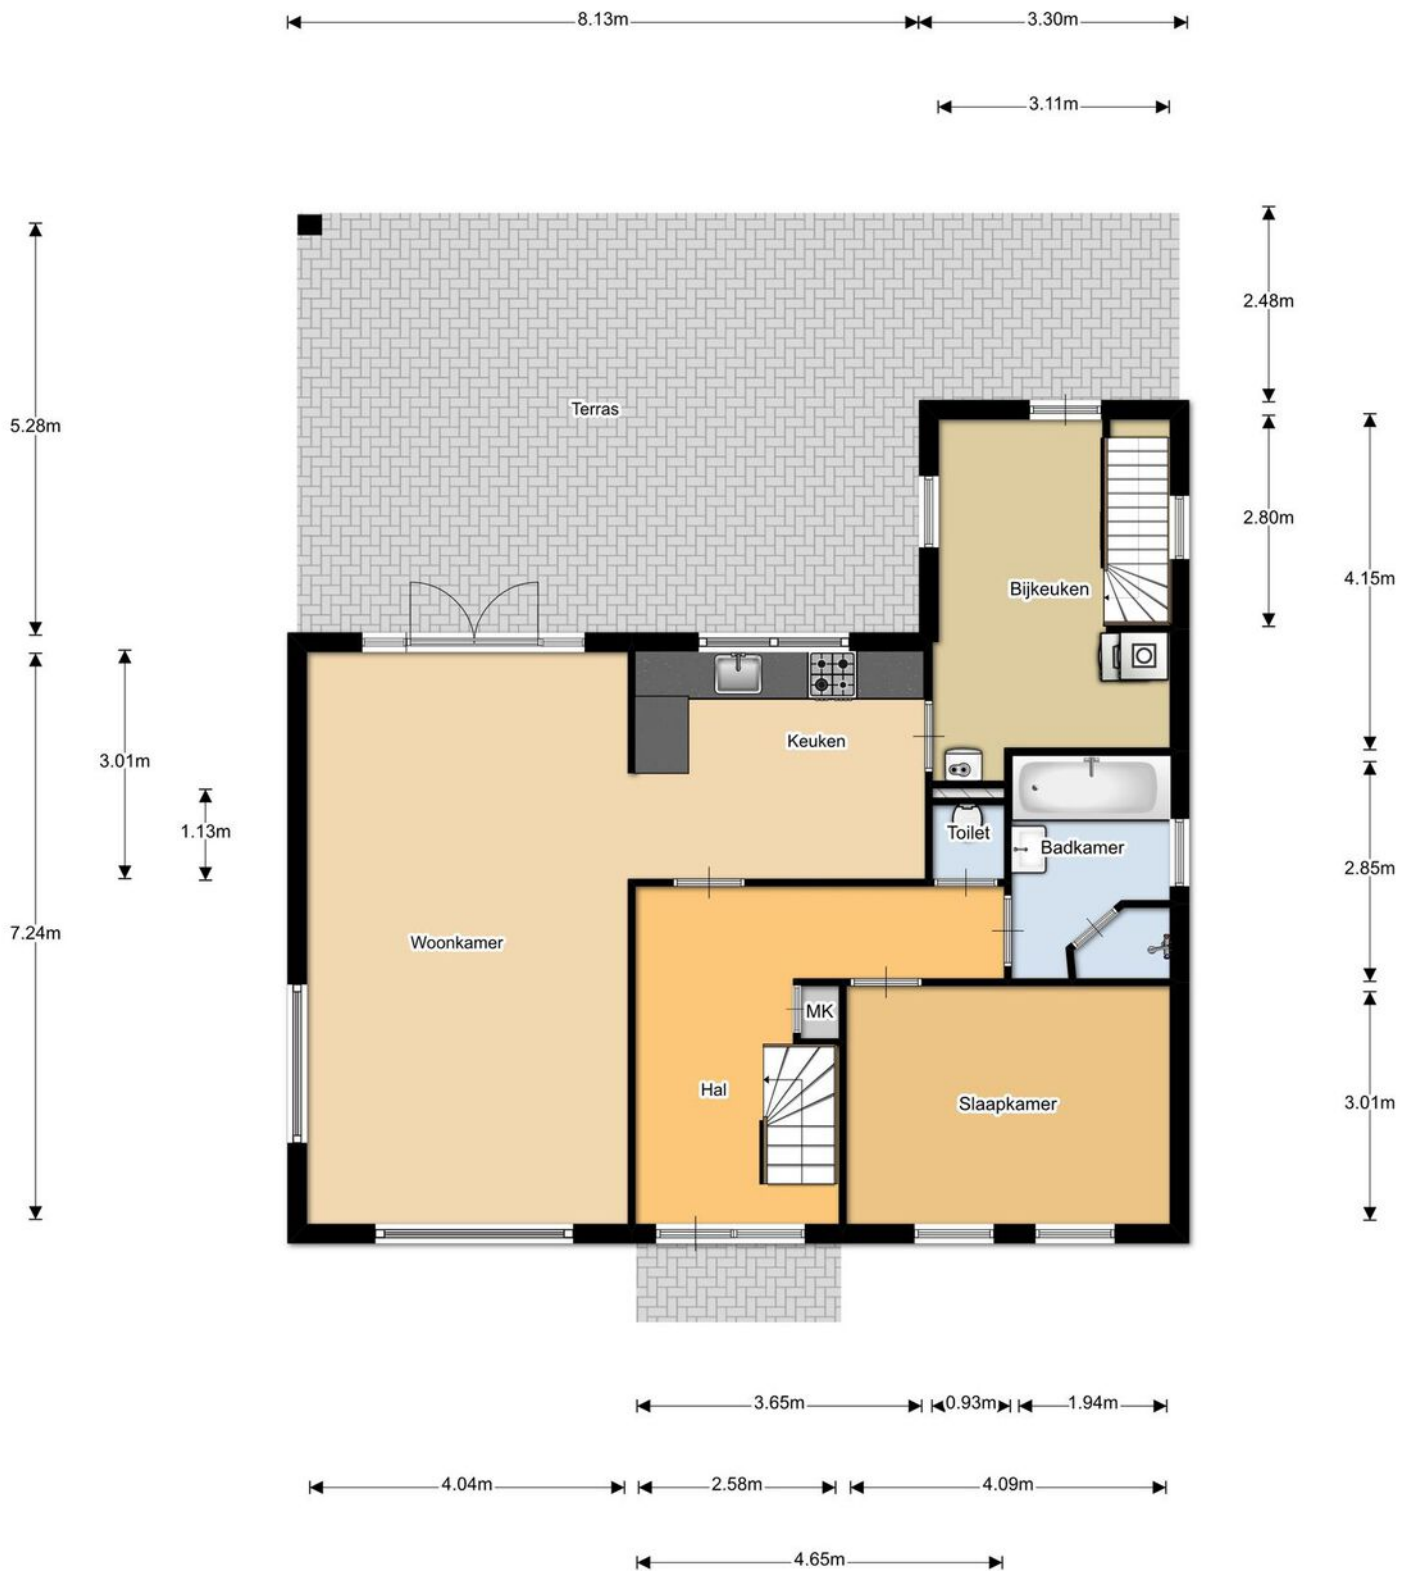 8.13m
3.30m
3.11m
5.28m
2.48m
Terras
2.80m
4.15m
Bijkeuken
3.01m
Keuken
1.13m
Toilet
Badkamer
2.85m
7.24m
Woonkamer
MK
Hal
Slaapkamer
3.01m
3.65m
0.93m
1.94m
4.04m
2.58m
4.09m
4.65m